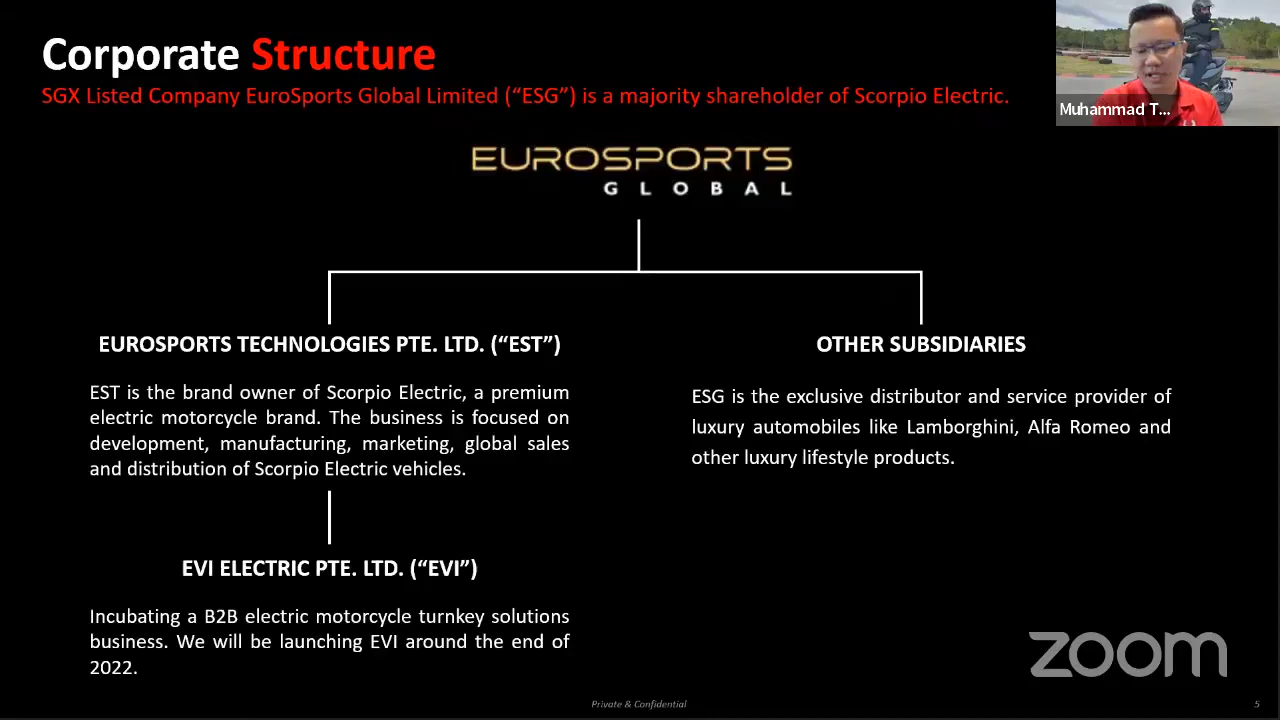 Corporate Structure
SGX Listed Company EuroSports Global Limited (“ESG”) is a majority shareholder of Scorpio Electric.
Muhammad T...
EUROSPORTS
GLOBAL
EUROSPORTS TECHNOLOGIES PTE. LTD. (“EST”)
EST is the brand owner of Scorpio Electric, a premium
electric motorcycle brand. The business is focused on
development, manufacturing, marketing, global sales
and distribution of Scorpio Electric vehicles.
OTHER SUBSIDIARIES
ESG is the exclusive distributor and service provider of
luxury automobiles like Lamborghini, Alfa Romeo and
other luxury lifestyle products.
EVI ELECTRIC PTE. LTD. (“EVI”)
Incubating a B2B electric motorcycle turnkey solutions
business. We will be launching EVI around the end of
2022.
zoom
Private & Confidential
5